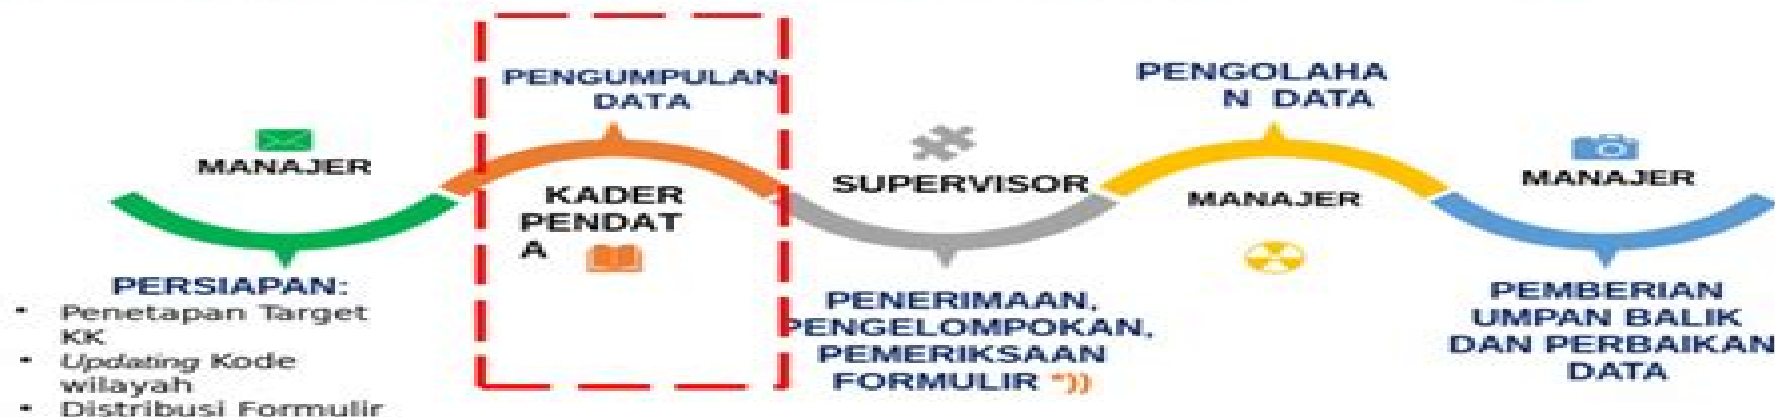 MANAJER
PERSIAPAN:
• Penetapan Target
KK
• Updating Kode
wilayah
• Distribusi Formulir
PENGUMPULAN
DATA
KADER
PENDAT
A
SUPERVISOR
PENERIMAAN,
PENGELOMPOKAN,
PEMERIKSAAN
FORMULIR *))
PENGOLAHA
N DATA
MANAJER
MANAJER
PEMBERIAN
UMPAN BALIK
DAN PERBAIKAN
DATA